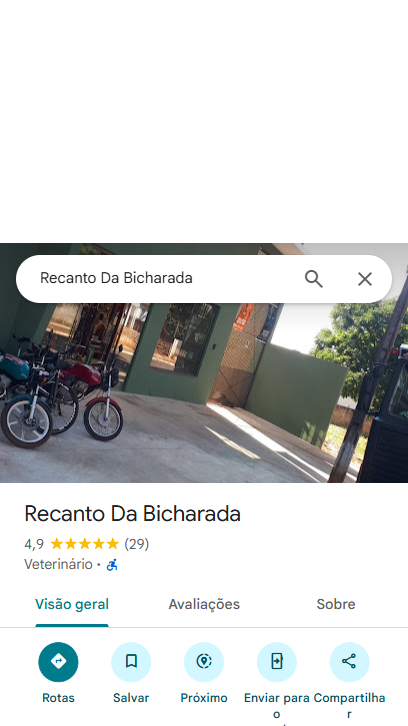 Recanto Da Bicharada
Recanto Da Bicharada
4,9 (29)
Veterinário ·
Visão geral Avaliações Sobre
Rotas Salvar Próximo Enviar para o Compartilhar